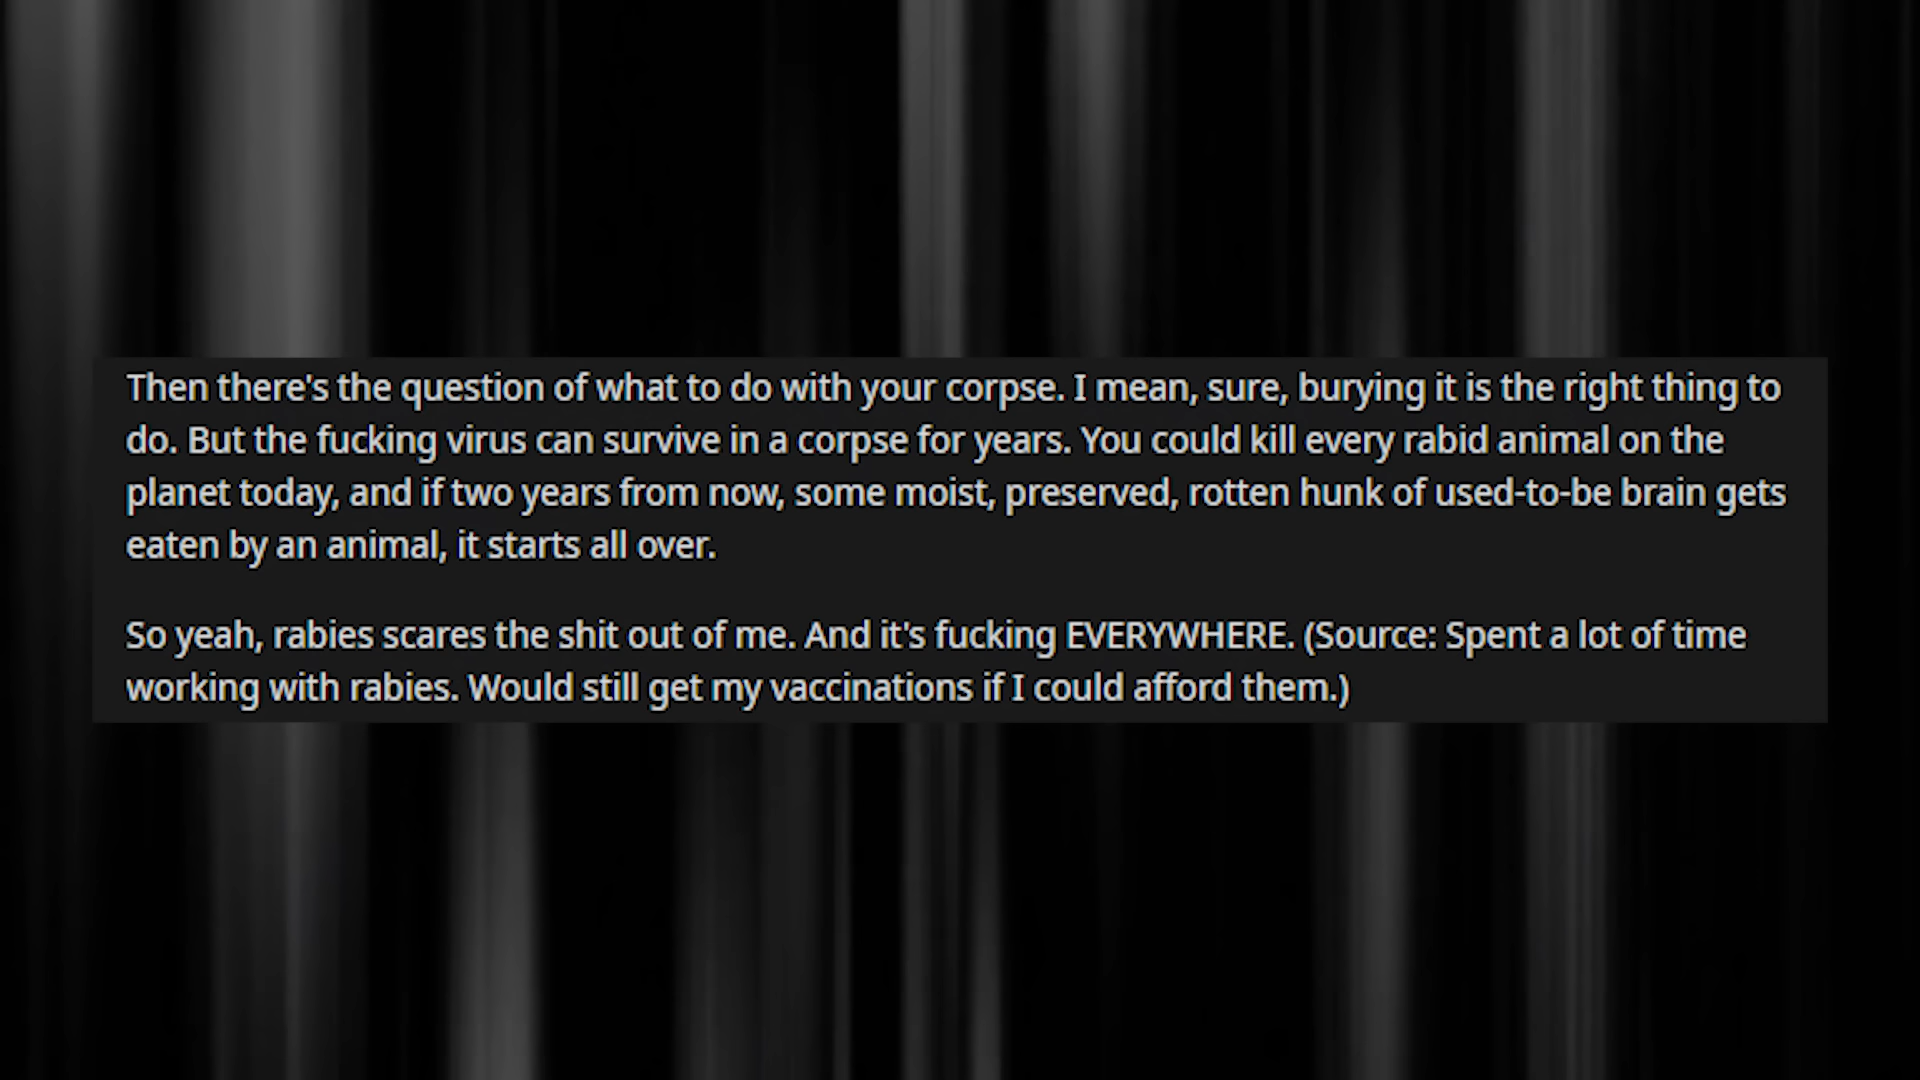 Then there's the question of what to do with your corpse. I mean, sure, burying it is the right thing to
do. But the fucking virus can survive in a corpse for years. You could kill every rabid animal on the
planet today, and if two years from now, some moist, preserved, rotten hunk of used-to-be brain gets
eaten by an animal, it starts all over.
So yeah, rabies scares the shit out of me. And it's fucking EVERYWHERE. (Source: Spent a lot of time
working with rabies. Would still get my vaccinations if I could afford them.)